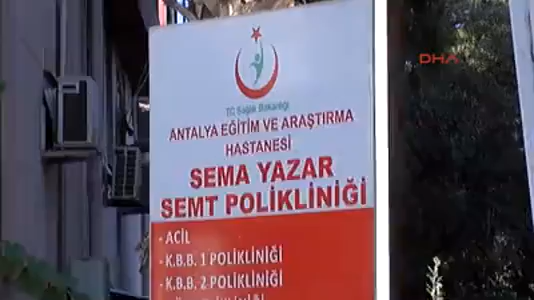 DHA
TC Sağlık Bakanlığı
ANTALYA EĞİTİM VE ARAŞTIRMA
HASTANESİ
SEMA YAZAR
SEMT POLİKLİNİĞİ
- ACİL
- K.B.B. 1 POLİKLİNİĞİ
- K.B.B. 2 POLİKLİNİĞİ